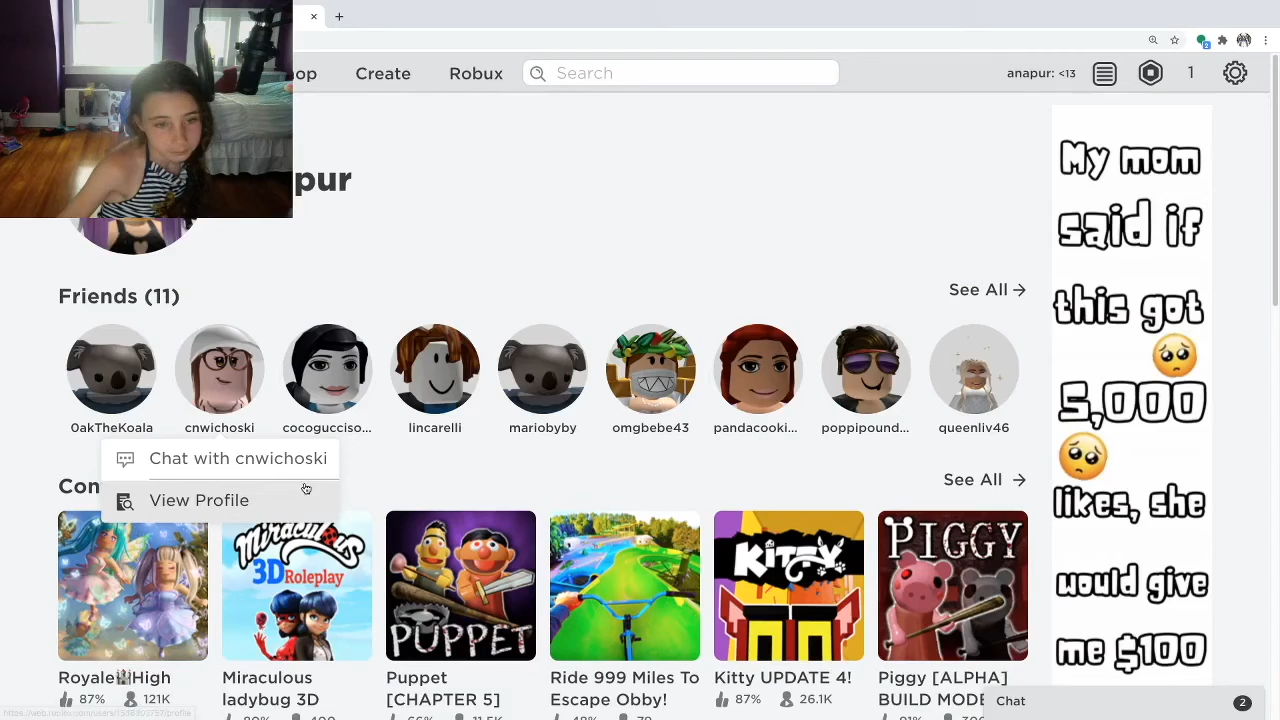 op
Create
Robux
Search
anapur: <13
1
pur
Friends (11)
See All
0akTheKoala
cnwichoski
cocogucciso...
lincarelli
mariobyby
omgbebe43
pandacooki...
poppipound...
queenliv46
Chat with cnwichoski
View Profile
Con
See All
Miraculous
3D Roleplay
PUPPET
KiTTY
PIGGY
Royale🏰High
Miraculous
ladybug 3D
Puppet
[CHAPTER 5]
Ride 999 Miles To
Escape Obby!
Kitty UPDATE 4!
Piggy [ALPHA]
BUILD MODE
87%
121K
87%
26.1K
My mom
said if
this got
🥺
5,000
🥺
likes, she
would give
me $100
Chat
2